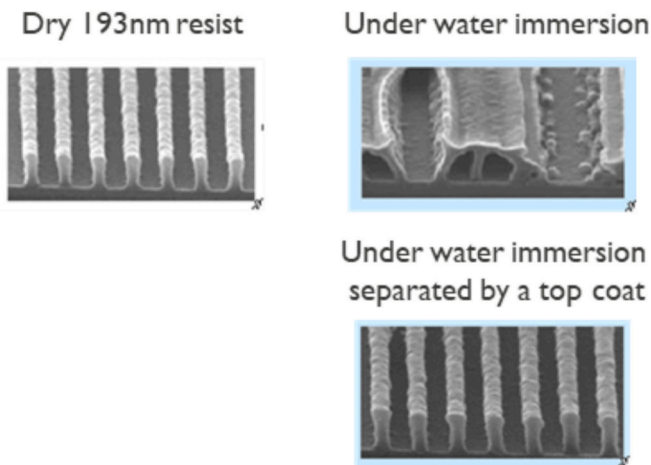 Dry 193nm resist
Under water immersion
Under water immersion
separated by a top coat